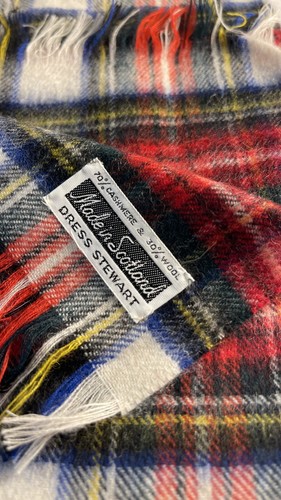 70% CASHMERE & 30% WOOL
Made in Scotland
DRESS STEWART